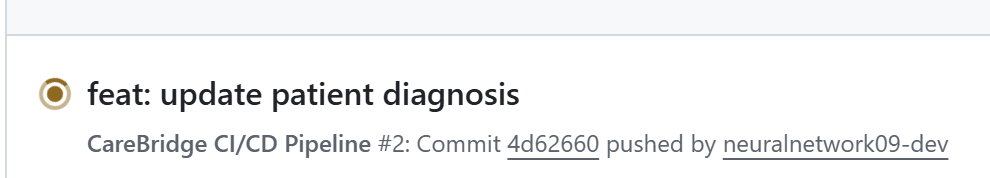 feat: update patient diagnosis
CareBridge CI/CD Pipeline #2: Commit 4d62660 pushed by neuralnetwork09-dev